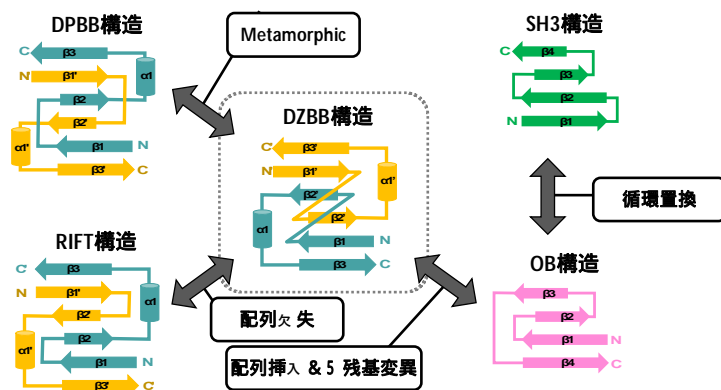 DPBB構造
C
β3
α1
N'
β1'
β2
β2'
α1'
β1
N
β3'
C'
Metamorphic
DZBB構造
C'
β3'
N'
β1'
α1'
β2'
β2'
α1
β1
N
β3
C
SH3構造
C
β4
β3
β2
N
β1
循環置換
RIFT構造
C'
β3
N
β1'
α1
β2'
β2
α1'
β1
N
β3'
C'
配列欠失
配列挿入 & 5 残基変異
OB構造
β3
β2
β1
N
β4
C